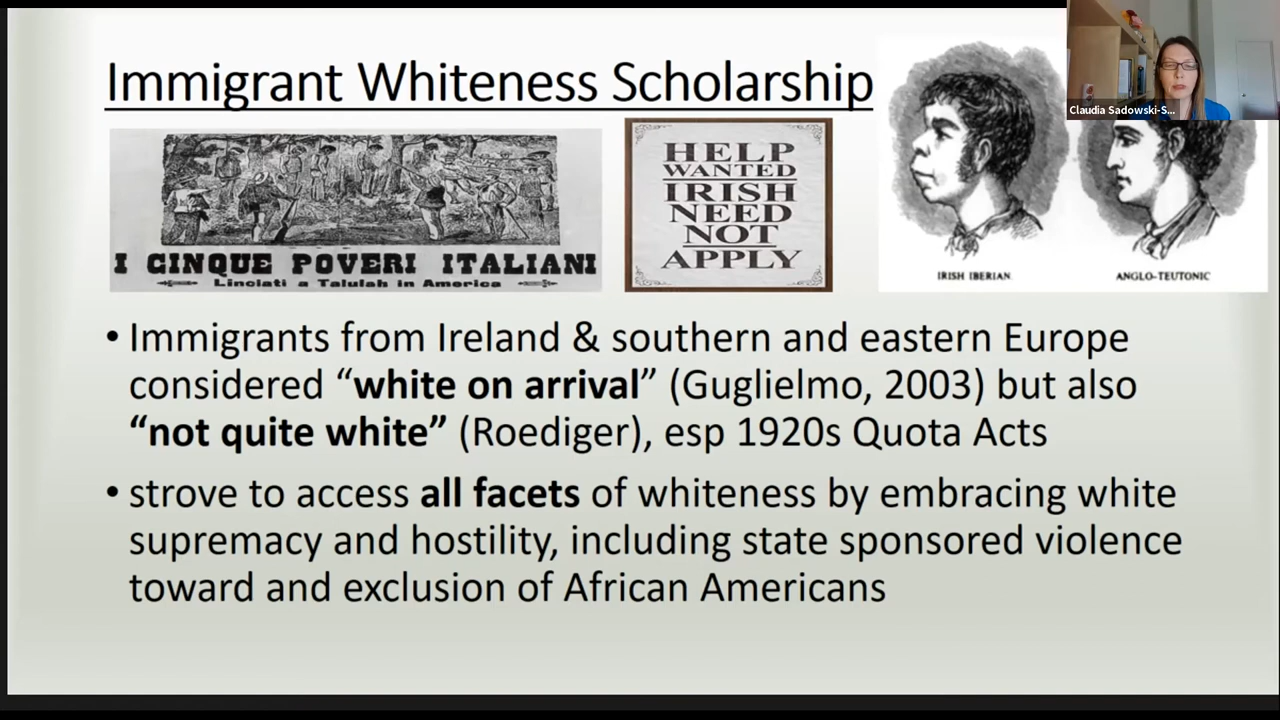 Immigrant Whiteness Scholarship
Claudia Sadowski-S...
I CINQUE POVERI ITALIANI
Linciati a Talulah in America
HELP
WANTED
IRISH
NEED
NOT
APPLY
IRISH IBERIAN
ANGLO-TEUTONIC
• Immigrants from Ireland & southern and eastern Europe
considered “white on arrival” (Guglielmo, 2003) but also
“not quite white” (Roediger), esp 1920s Quota Acts
• strove to access all facets of whiteness by embracing white
supremacy and hostility, including state sponsored violence
toward and exclusion of African Americans